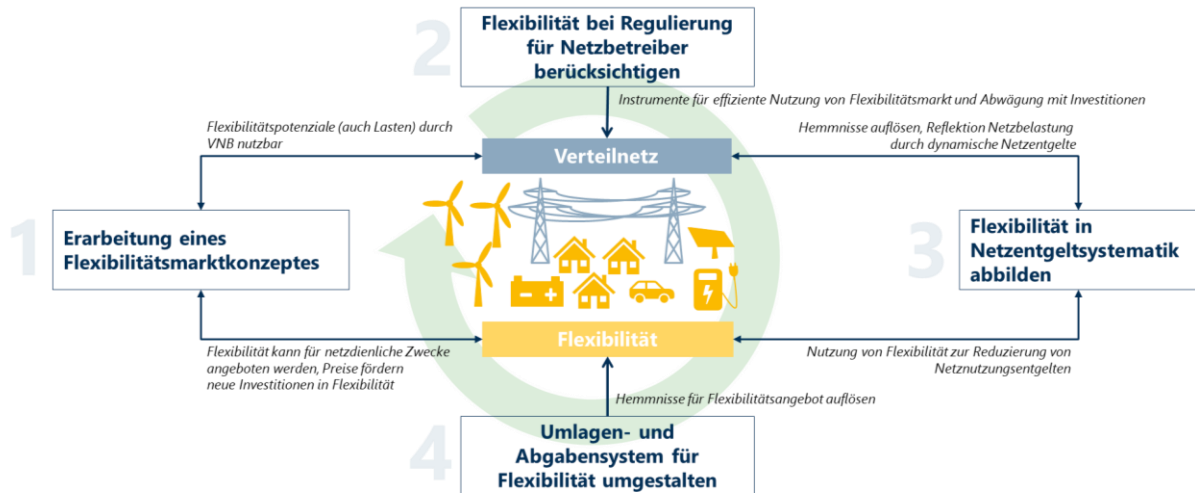 2
Flexibilität bei Regulierung
für Netzbetreiber
berücksichtigen
Instrumente für effiziente Nutzung von Flexibilitätsmarkt und Abwägung mit Investitionen
Flexibilitätspotenziale (auch Lasten) durch
VNB nutzbar
Hemmnisse auflösen, Reflektion Netzbelastung
durch dynamische Netzentgelte
Verteilnetz
1
Erarbeitung eines
Flexibilitätsmarktkonzeptes
3
Flexibilität in
Netzentgeltsystematik
abbilden
Flexibilität
Flexibilität kann für netzdienliche Zwecke
angeboten werden, Preise fördern
neue Investitionen in Flexibilität
Nutzung von Flexibilität zur Reduzierung von
Netznutzungsentgelten
Hemmnisse für Flexibilitätsangebot auflösen
4
Umlagen- und
Abgabensystem für
Flexibilität umgestalten